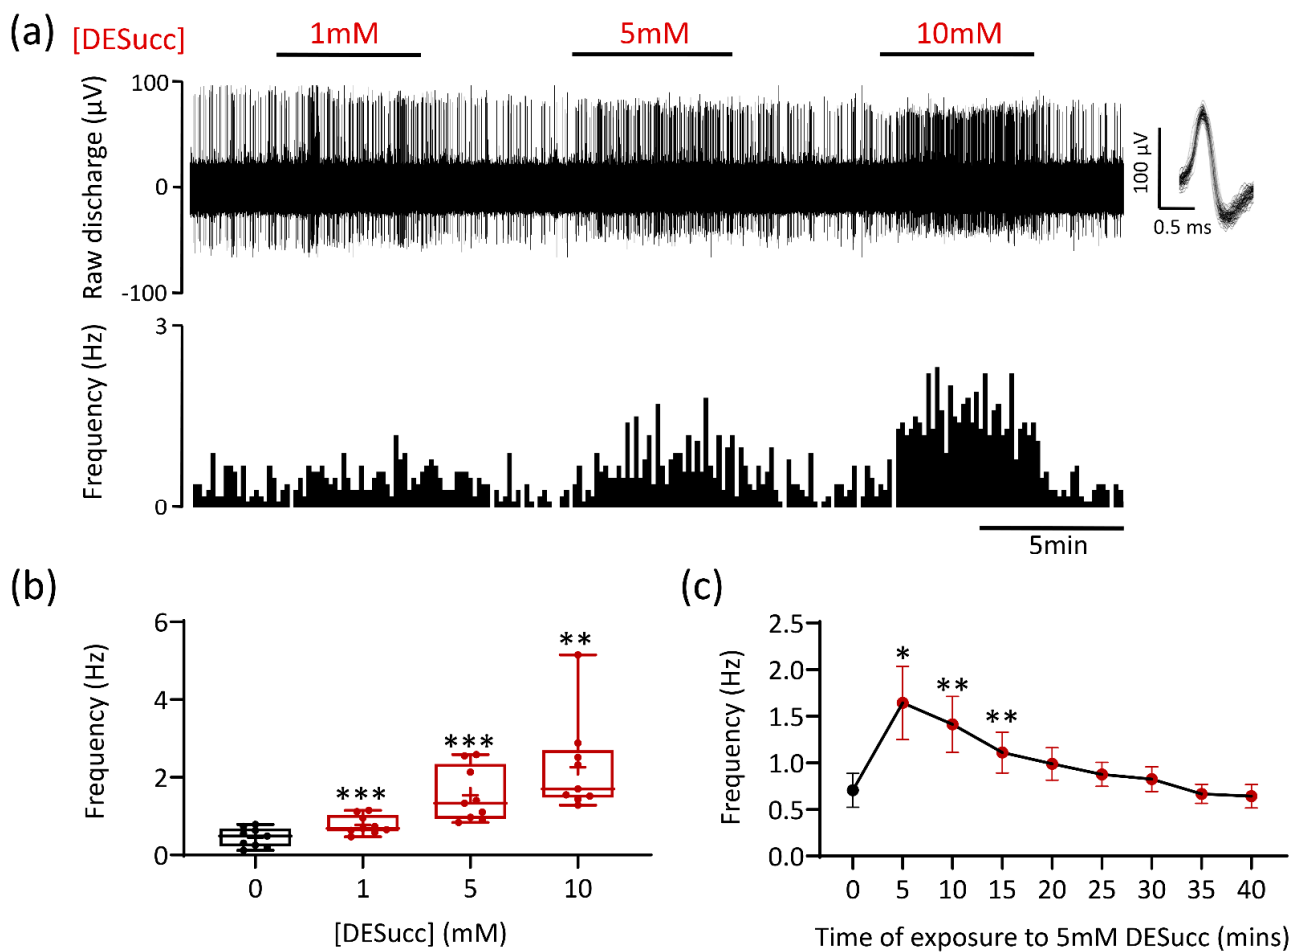 (a)
[DESucc] 1mM 5mM 10mM
Raw discharge (µV)
100
0
-100
100 µV
0.5 ms
Frequency (Hz)
3
0
5min
(b)
Frequency (Hz)
6
4
2
0
***
***
**
0 1 5 10
[DESucc] (mM)
(c)
Frequency (Hz)
2.5
2.0
1.5
1.0
0.5
0.0
*
**
**
0 5 10 15 20 25 30 35 40
Time of exposure to 5mM DESucc (mins)